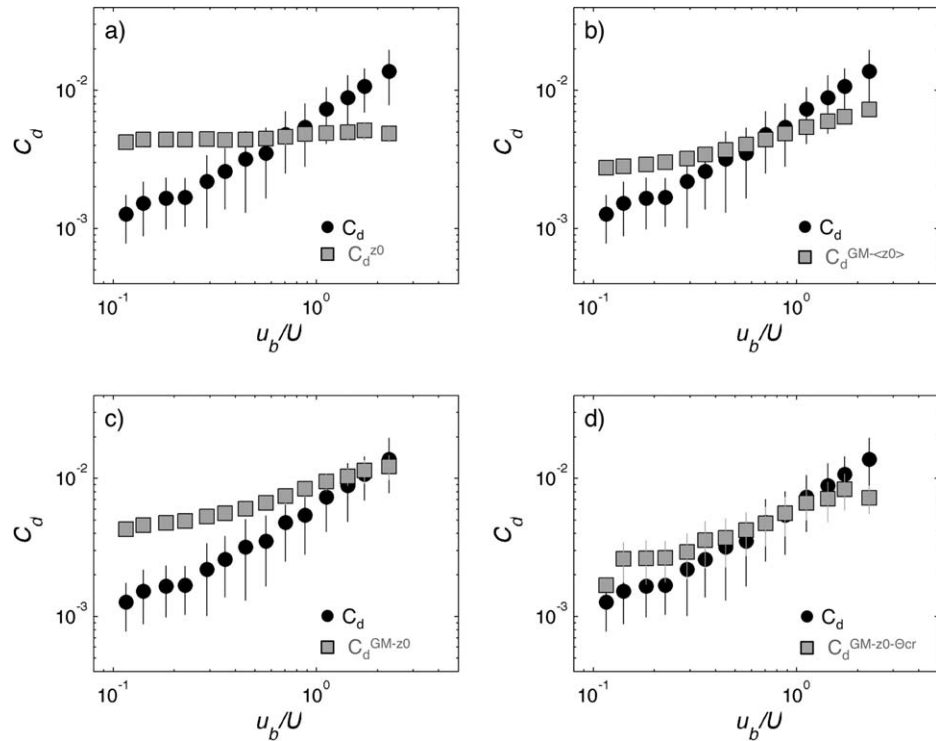 a)
C_d
10^-2
10^-3
C_d
C_d^z0
10^-1
10^0
u_b/U
b)
C_d
10^-2
10^-3
C_d
C_d^GM-<z0>
10^-1
10^0
u_b/U
c)
C_d
10^-2
10^-3
C_d
C_d^GM-z0
10^-1
10^0
u_b/U
d)
C_d
10^-2
10^-3
C_d
C_d^GM-z0-Θcr
10^-1
10^0
u_b/U